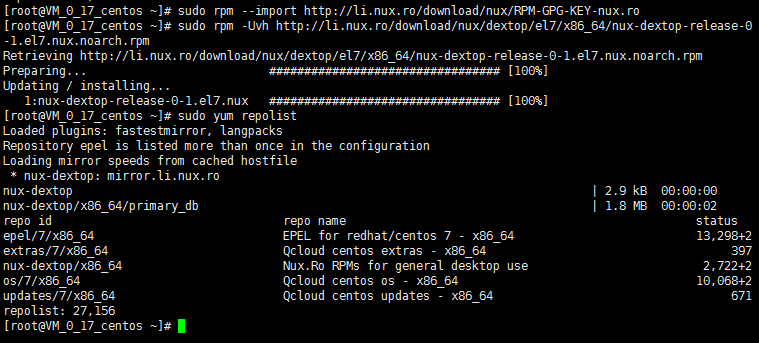 [root@VM_0_17_centos ~]# sudo rpm --import http://li.nux.ro/download/nux/RPM-GPG-KEY-nux.ro
[root@VM_0_17_centos ~]# sudo rpm -Uvh http://li.nux.ro/download/nux/dextop/el7/x86_64/nux-dextop-release-0
-1.el7.nux.noarch.rpm
Retrieving http://li.nux.ro/download/nux/dextop/el7/x86_64/nux-dextop-release-0-1.el7.nux.noarch.rpm
Preparing... ################################# [100%]
Updating / installing...
1:nux-dextop-release-0-1.el7.nux ################################# [100%]
[root@VM_0_17_centos ~]# sudo yum repolist
Loaded plugins: fastestmirror, langpacks
Repository epel is listed more than once in the configuration
Loading mirror speeds from cached hostfile
* nux-dextop: mirror.li.nux.ro
nux-dextop | 2.9 kB 00:00:00
nux-dextop/x86_64/primary_db | 1.8 MB 00:00:02
repo id repo name status
epel/7/x86_64 EPEL for redhat/centos 7 - x86_64 13,298+2
extras/7/x86_64 Qcloud centos extras - x86_64 397
nux-dextop/x86_64 Nux.Ro RPMs for general desktop use 2,722+2
os/7/x86_64 Qcloud centos os - x86_64 10,068+2
updates/7/x86_64 Qcloud centos updates - x86_64 671
repolist: 27,156
[root@VM_0_17_centos ~]#